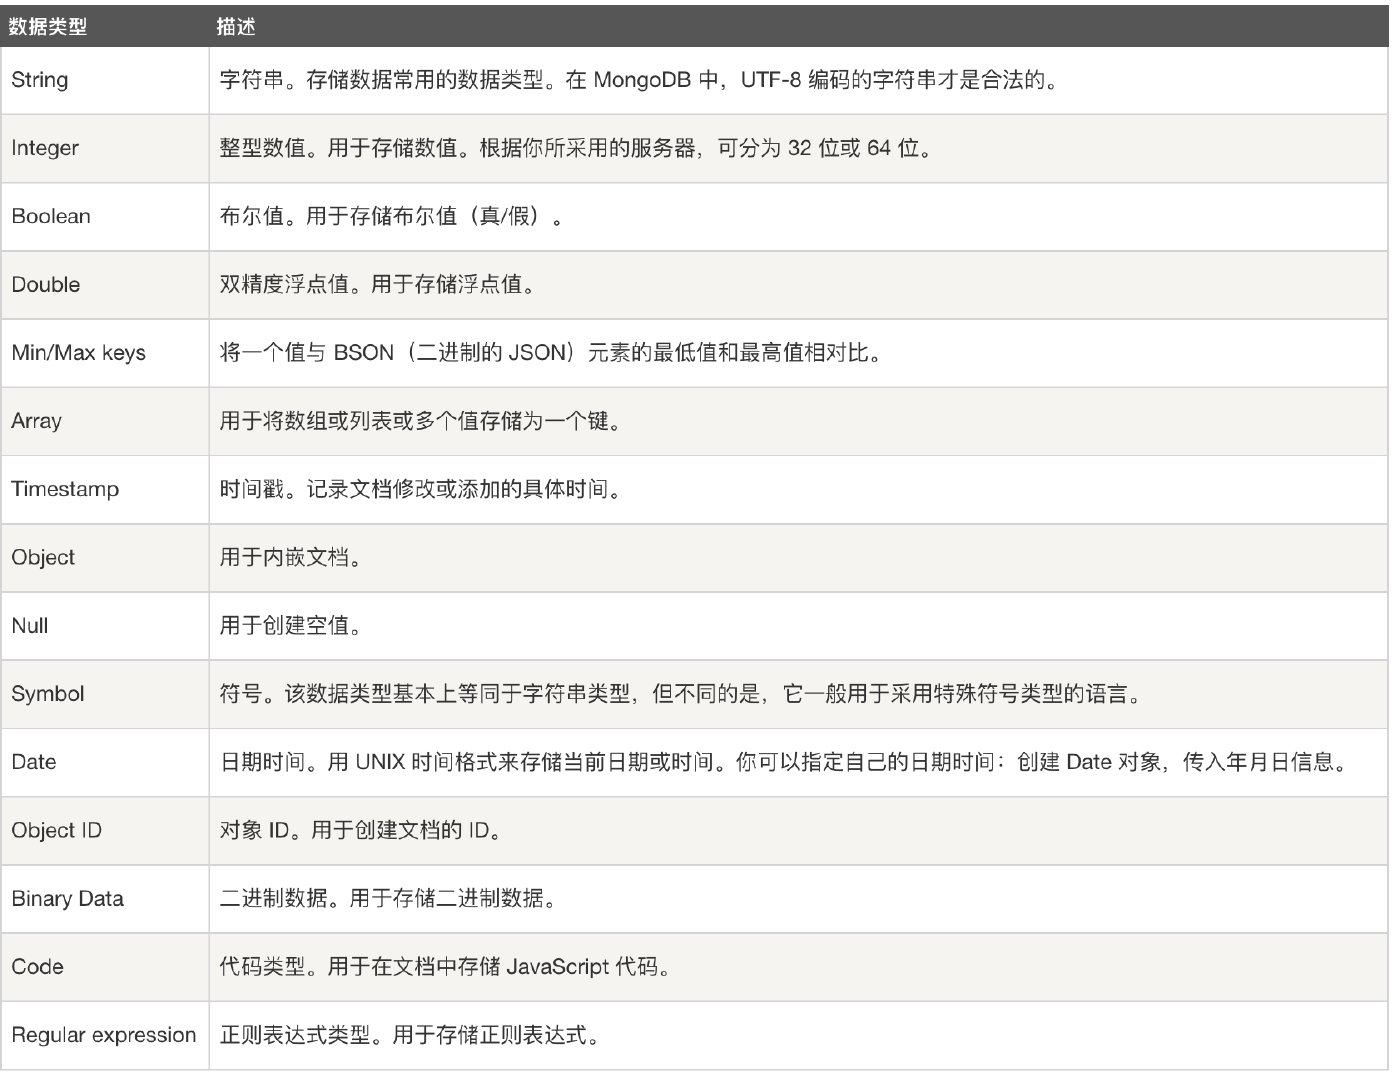 数据类型 描述
String 字符串。存储数据常用的数据类型。在 MongoDB 中，UTF-8 编码的字符串才是合法的。
Integer 整型数值。用于存储数值。根据你所采用的服务器，可分为 32 位或 64 位。
Boolean 布尔值。用于存储布尔值（真/假）。
Double 双精度浮点值。用于存储浮点值。
Min/Max keys 将一个值与 BSON（二进制的 JSON）元素的最低值和最高值相对比。
Array 用于将数组或列表或多个值存储为一个键。
Timestamp 时间戳。记录文档修改或添加的具体时间。
Object 用于内嵌文档。
Null 用于创建空值。
Symbol 符号。该数据类型基本上等同于字符串类型，但不同的是，它一般用于采用特殊符号类型的语言。
Date 日期时间。用 UNIX 时间格式来存储当前日期或时间。你可以指定自己的日期时间：创建 Date 对象，传入年月日信息。
Object ID 对象 ID。用于创建文档的 ID。
Binary Data 二进制数据。用于存储二进制数据。
Code 代码类型。用于在文档中存储 JavaScript 代码。
Regular expression 正则表达式类型。用于存储正则表达式。